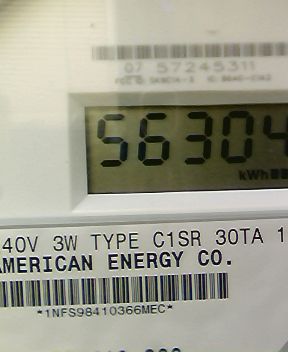 07 57245311
56304
kWh
40V 3W TYPE C1SR 30TA 1
AMERICAN ENERGY CO.
*1NFS98410366MEC*